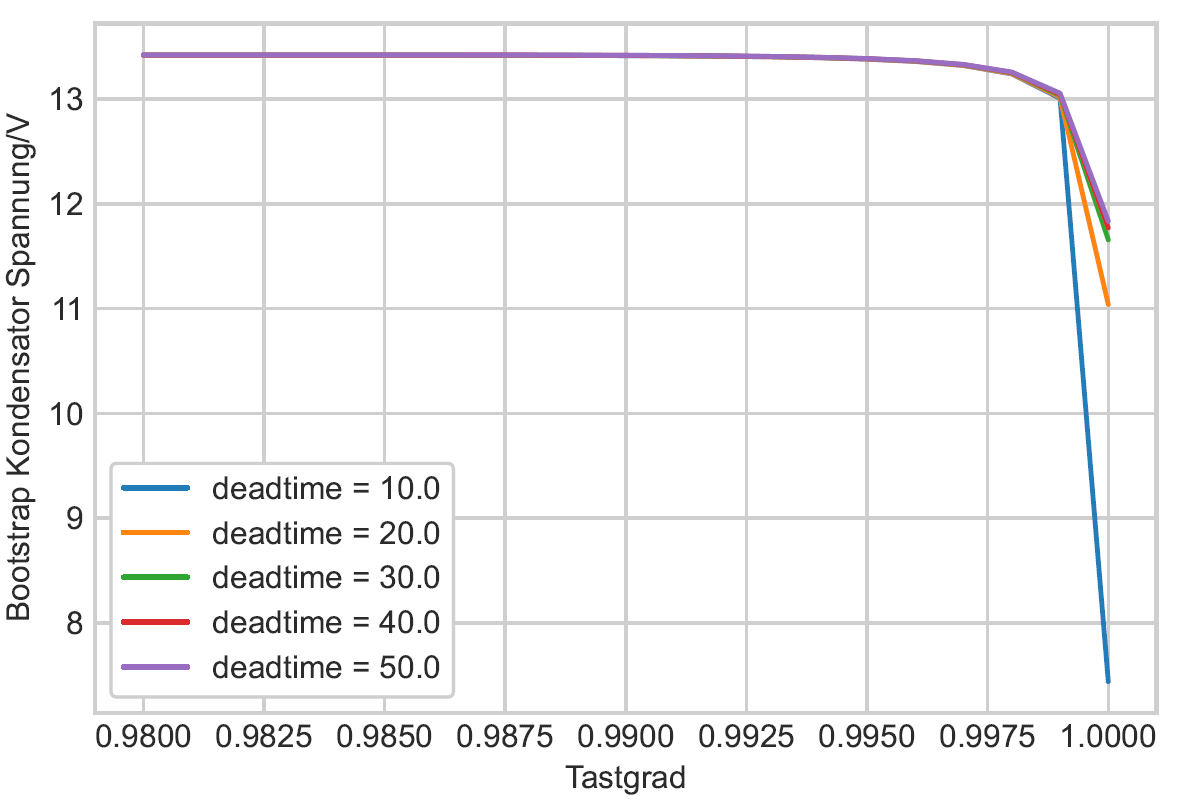 13
12
11
10
9
8
Bootstrap Kondensator Spannung/V
deadtime = 10.0
deadtime = 20.0
deadtime = 30.0
deadtime = 40.0
deadtime = 50.0
0.9800 0.9825 0.9850 0.9875 0.9900 0.9925 0.9950 0.9975 1.0000
Tastgrad